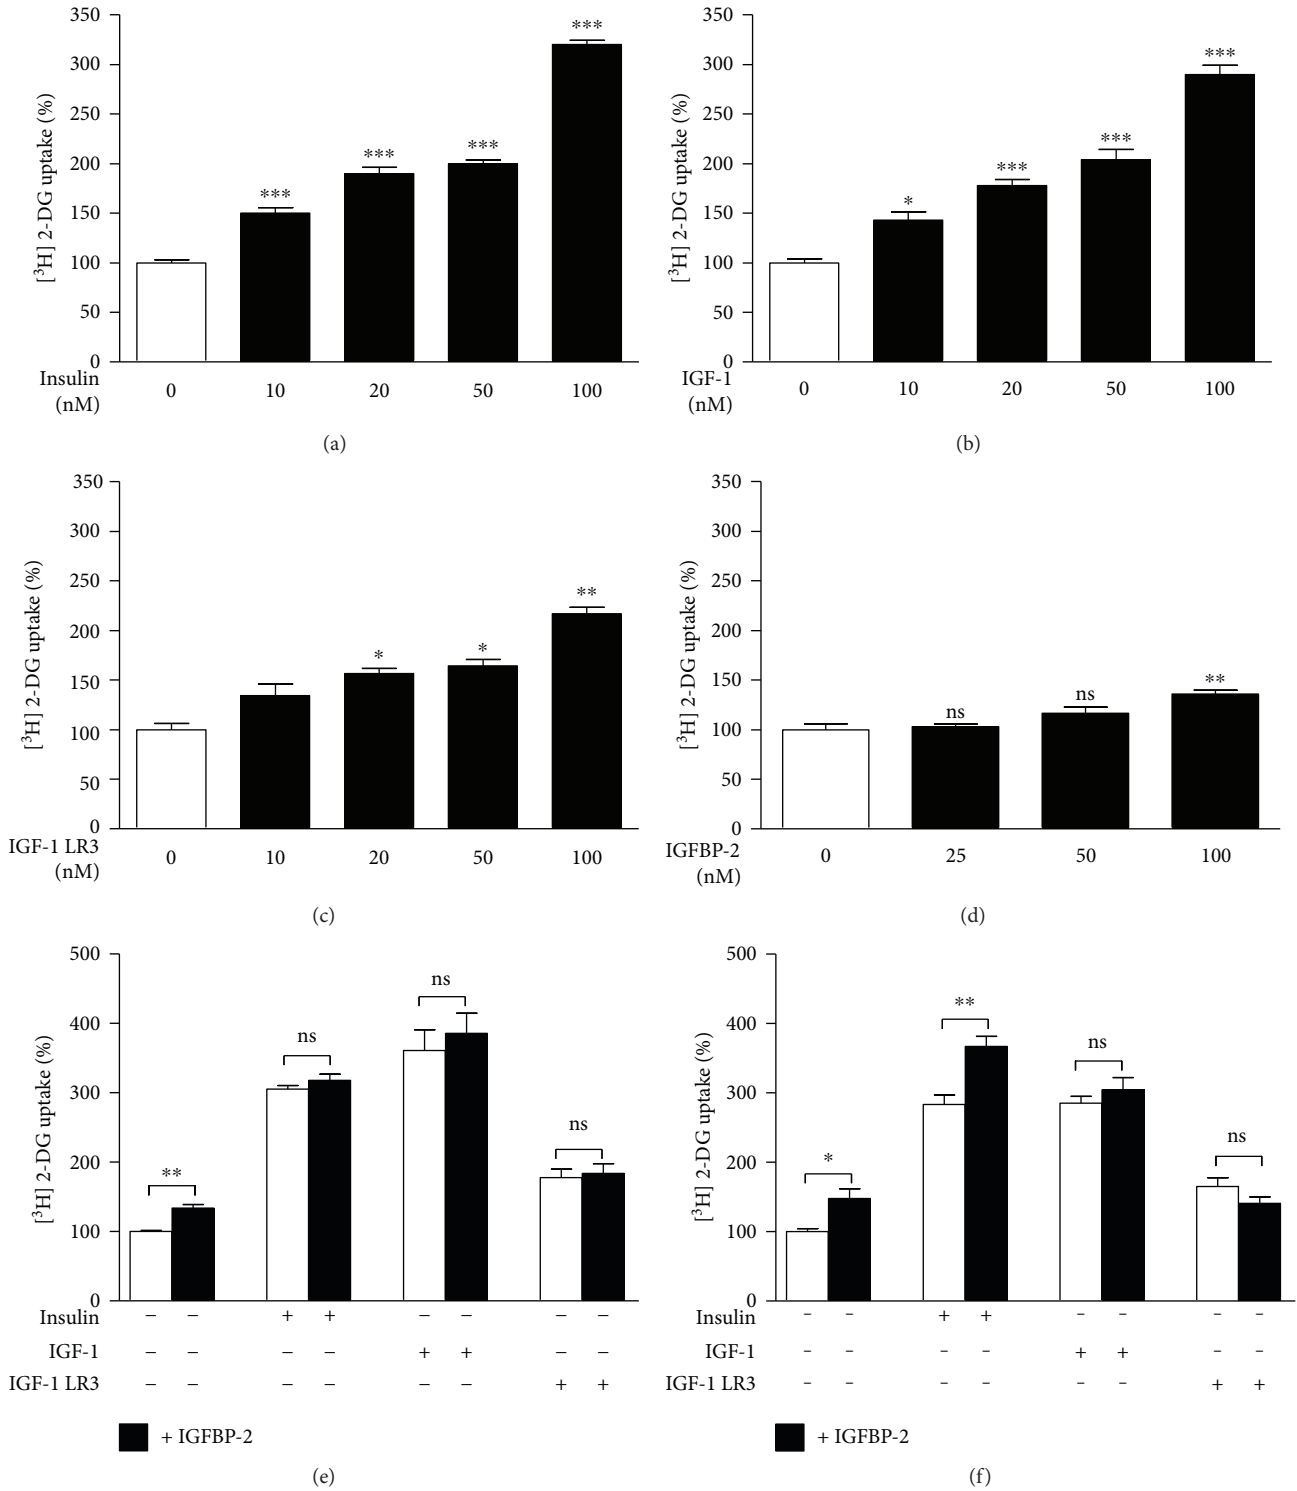 350
300
250
200
150
100
50
0
[³H] 2-DG uptake (%)
***
***
***
***
Insulin
(nM)
0 10 20 50 100
(a)
350
300
250
200
150
100
50
0
[³H] 2-DG uptake (%)
*
***
***
***
IGF-1
(nM)
0 10 20 50 100
(b)
350
300
250
200
150
100
50
0
[³H] 2-DG uptake (%)
*
*
**
IGF-1 LR3
(nM)
0 10 20 50 100
(c)
350
300
250
200
150
100
50
0
[³H] 2-DG uptake (%)
ns
ns
**
IGFBP-2
(nM)
0 25 50 100
(d)
500
400
300
200
100
0
[³H] 2-DG uptake (%)
**
ns
ns
ns
Insulin − − + + − − − −
IGF-1 − − − − + + − −
IGF-1 LR3 − − − − − − + +
+ IGFBP-2
(e)
500
400
300
200
100
0
[³H] 2-DG uptake (%)
*
**
ns
ns
Insulin - - + + - - - -
IGF-1 - - - - + + - -
IGF-1 LR3 - - - - - - + +
+ IGFBP-2
(f)